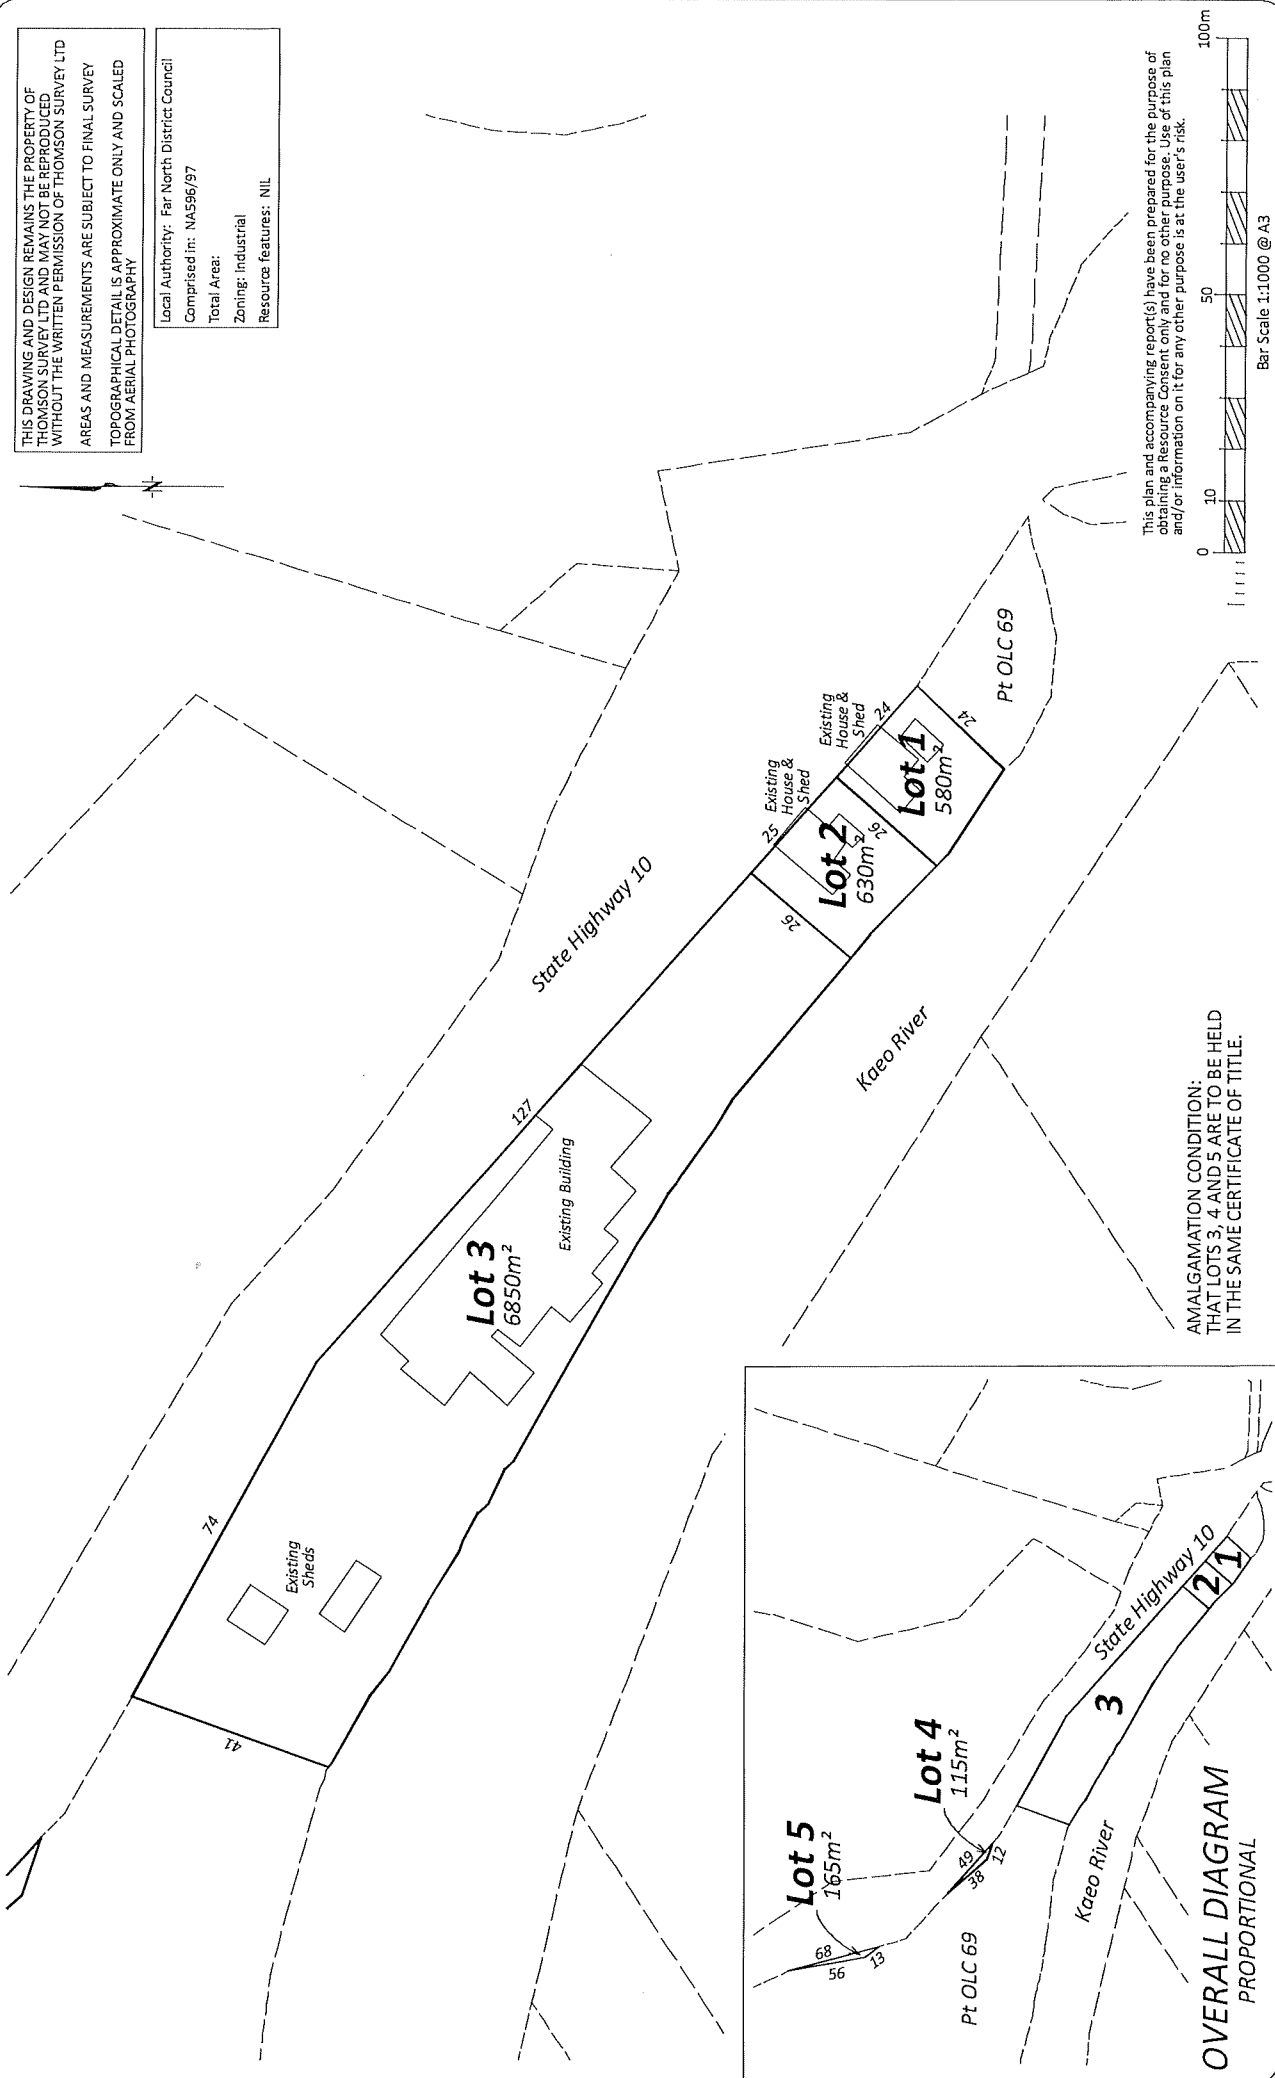 THIS DRAWING AND DESIGN REMAINS THE PROPERTY OF
THOMSON SURVEY LTD AND MAY NOT BE REPRODUCED
WITHOUT THE WRITTEN PERMISSION OF THOMSON SURVEY LTD
AREAS AND MEASUREMENTS ARE SUBJECT TO FINAL SURVEY
TOPOGRAPHICAL DETAIL IS APPROXIMATE ONLY AND SCALED
FROM AERIAL PHOTOGRAPHY
Local Authority: Far North District Council
Comprised in: NA596/97
Total Area:
Zoning: Industrial
Resource features: NIL
N
74
41
Existing
Sheds
127
Lot 3
6850m²
Existing Building
State Highway 10
Kaeo River
25
Existing
House &
Shed
26
Lot 2
630m²
26
Existing
House &
Shed
24
Lot 1
580m²
24
Pt OLC 69
AMALGAMATION CONDITION:
THAT LOTS 3, 4 AND 5 ARE TO BE HELD
IN THE SAME CERTIFICATE OF TITLE.
This plan and accompanying report(s) have been prepared for the purpose of
obtaining a Resource Consent only and for no other purpose. Use of this plan
and/or information on it for any other purpose is at the user's risk.
0
10
50
100m
Bar Scale 1:1000 @ A3
Lot 5
165m²
68
56
13
Lot 4
115m²
49
38
12
State Highway 10
3
2
1
Pt OLC 69
Kaeo River
OVERALL DIAGRAM
PROPORTIONAL